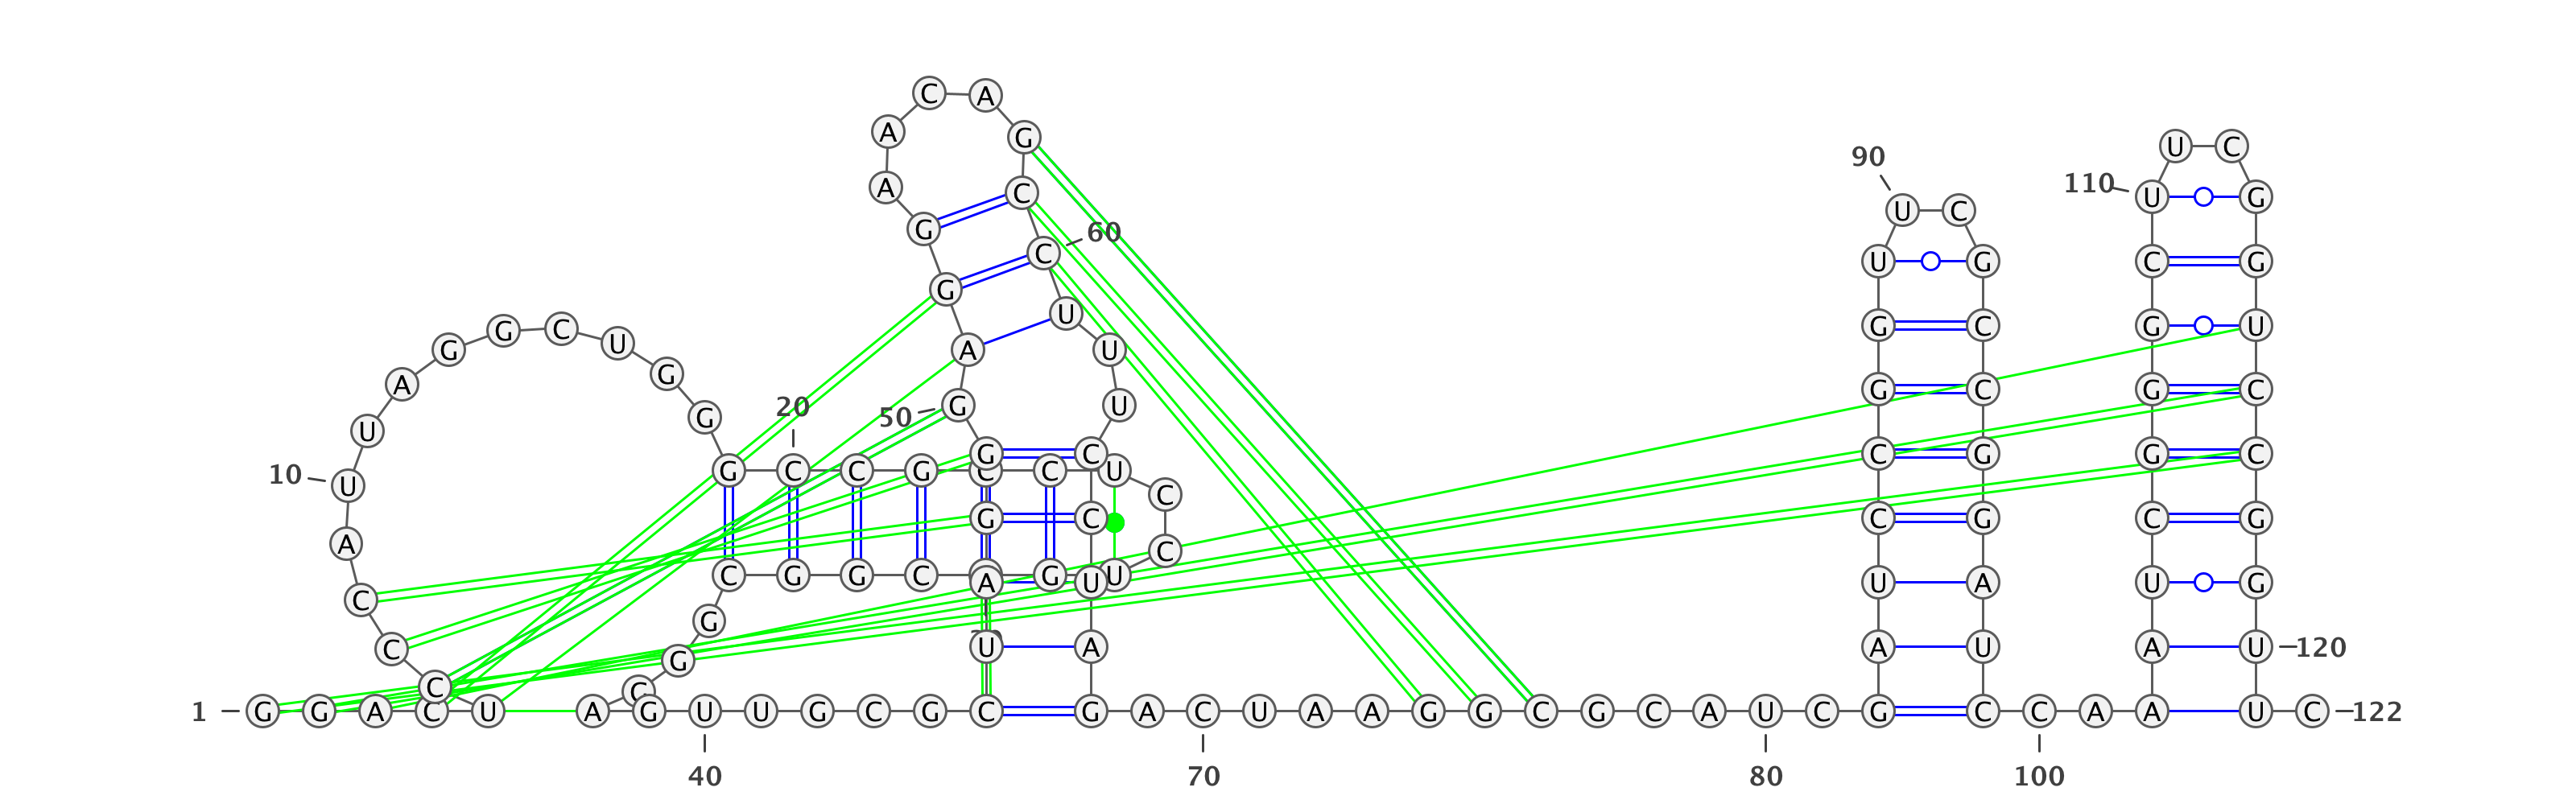 C A
A G
U C
90
110 U G
A C
U C
G 60
C U G C G
G
U G C G U
G G C U
G A U
G
A G C G C
20
G U
50 G
U
G C C G G C
10 U G C C G C C U
C
G C C G C G
A C
C G G C G U
A U U A U G
C
G
C U A A U A U 120
G
C C
1 G G A C U A G U U G C G C G A C U A A G G C G C A U C G C C A A U C 122
40 70 80 100